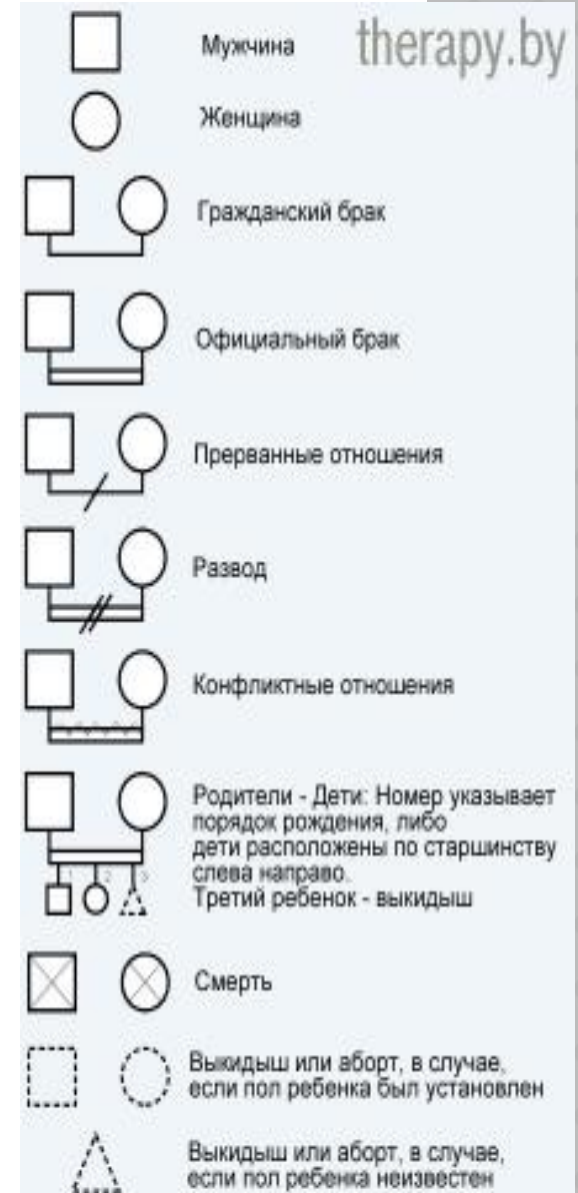 therapy.by
Мужчина
Женщина
Гражданский брак
Официальный брак
Прерванные отношения
Развод
Конфликтные отношения
Родители - Дети: Номер указывает
порядок рождения, либо
дети расположены по старшинству
слева направо.
Третий ребенок - выкидыш
1 2 3
Смерть
Выкидыш или аборт, в случае,
если пол ребенка был установлен
Выкидыш или аборт, в случае,
если пол ребенка неизвестен